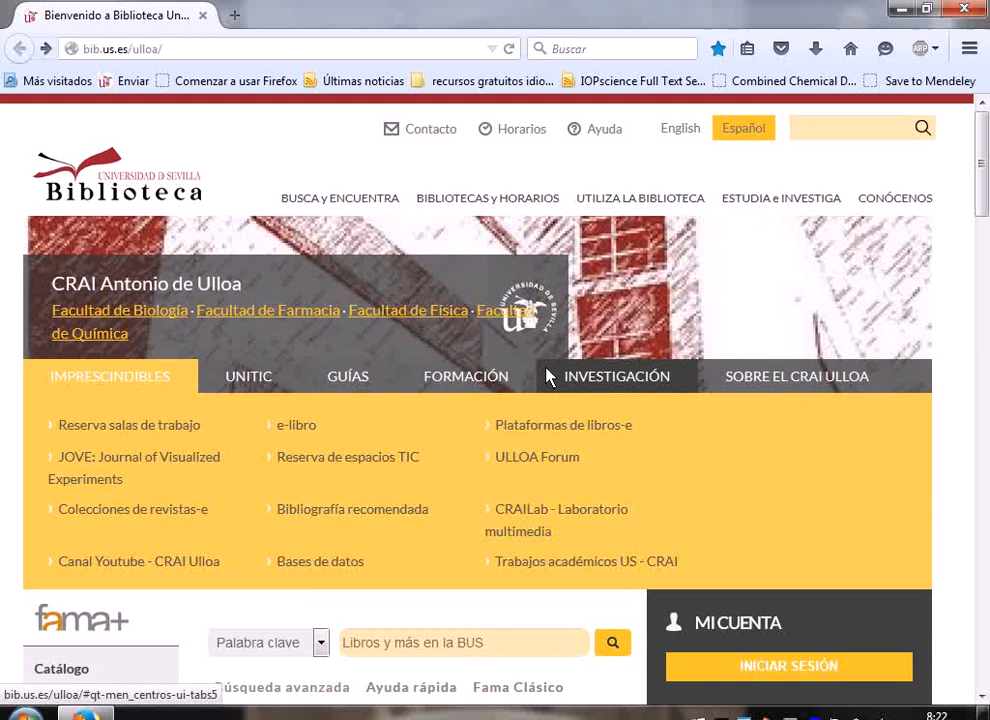 Bienvenido a Biblioteca Un...
bib.us.es/ulloa/
Buscar
ABP
Más visitados
Enviar
Comenzar a usar Firefox
Últimas noticias
recursos gratuitos idio...
IOPscience Full Text Se...
Combined Chemical D...
Save to Mendeley
Contacto
Horarios
Ayuda
English
Español
UNIVERSIDAD D SEVILLA
Biblioteca
BUSCA y ENCUENTRA
BIBLIOTECAS y HORARIOS
UTILIZA LA BIBLIOTECA
ESTUDIA e INVESTIGA
CONÓCENOS
CRAI Antonio de Ulloa
Facultad de Biología · Facultad de Farmacia · Facultad de Física · Facultad
de Química
IMPRESCINDIBLES
UNITIC
GUÍAS
FORMACIÓN
INVESTIGACIÓN
SOBRE EL CRAI ULLOA
Reserva salas de trabajo
e-libro
Plataformas de libros-e
JOVE: Journal of Visualized
Experiments
Reserva de espacios TIC
ULLOA Forum
Colecciones de revistas-e
Bibliografía recomendada
CRAILab - Laboratorio
multimedia
Canal Youtube - CRAI Ulloa
Bases de datos
Trabajos académicos US - CRAI
fama+
Palabra clave
Libros y más en la BUS
MI CUENTA
INICIAR SESIÓN
Catálogo
Búsqueda avanzada
Ayuda rápida
Fama Clásico
bib.us.es/ulloa/#qt-men_centros-ui-tabs5
8:22